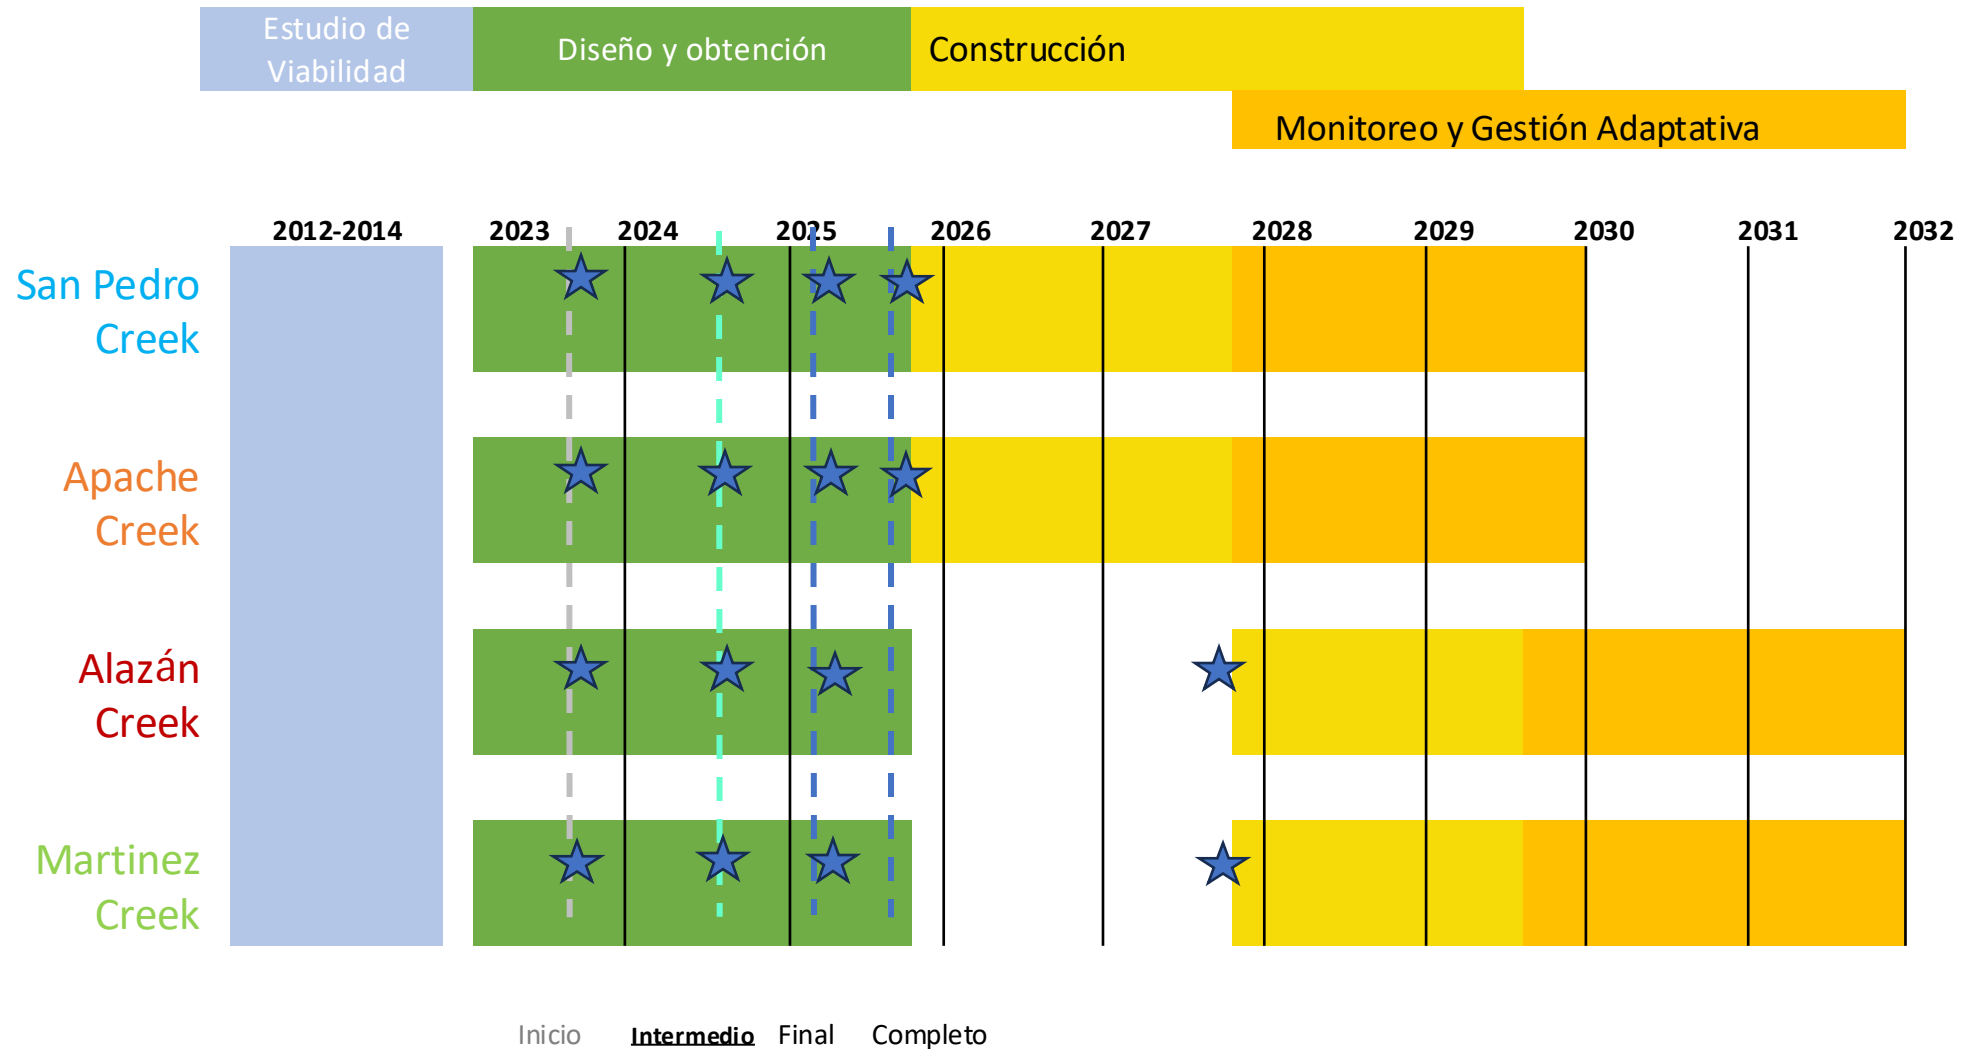 Estudio de
Viabilidad
Diseño y obtención
Construcción
Monitoreo y Gestión Adaptativa
2012-2014 2023 2024 2025 2026 2027 2028 2029 2030 2031 2032
San Pedro
Creek
Apache
Creek
Alazán
Creek
Martinez
Creek
Inicio Intermedio Final Completo